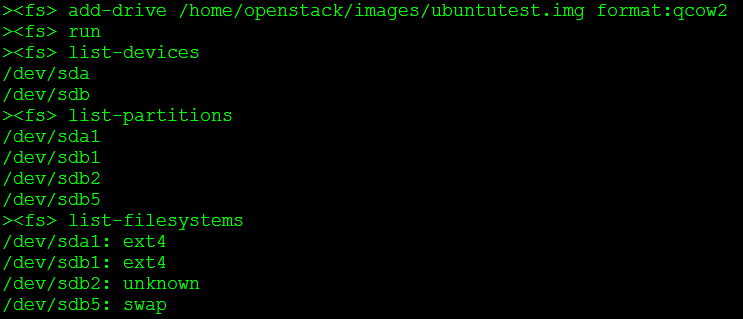 ><fs> add-drive /home/openstack/images/ubuntutest.img format:qcow2
><fs> run
><fs> list-devices
/dev/sda
/dev/sdb
><fs> list-partitions
/dev/sda1
/dev/sdb1
/dev/sdb2
/dev/sdb5
><fs> list-filesystems
/dev/sda1: ext4
/dev/sdb1: ext4
/dev/sdb2: unknown
/dev/sdb5: swap